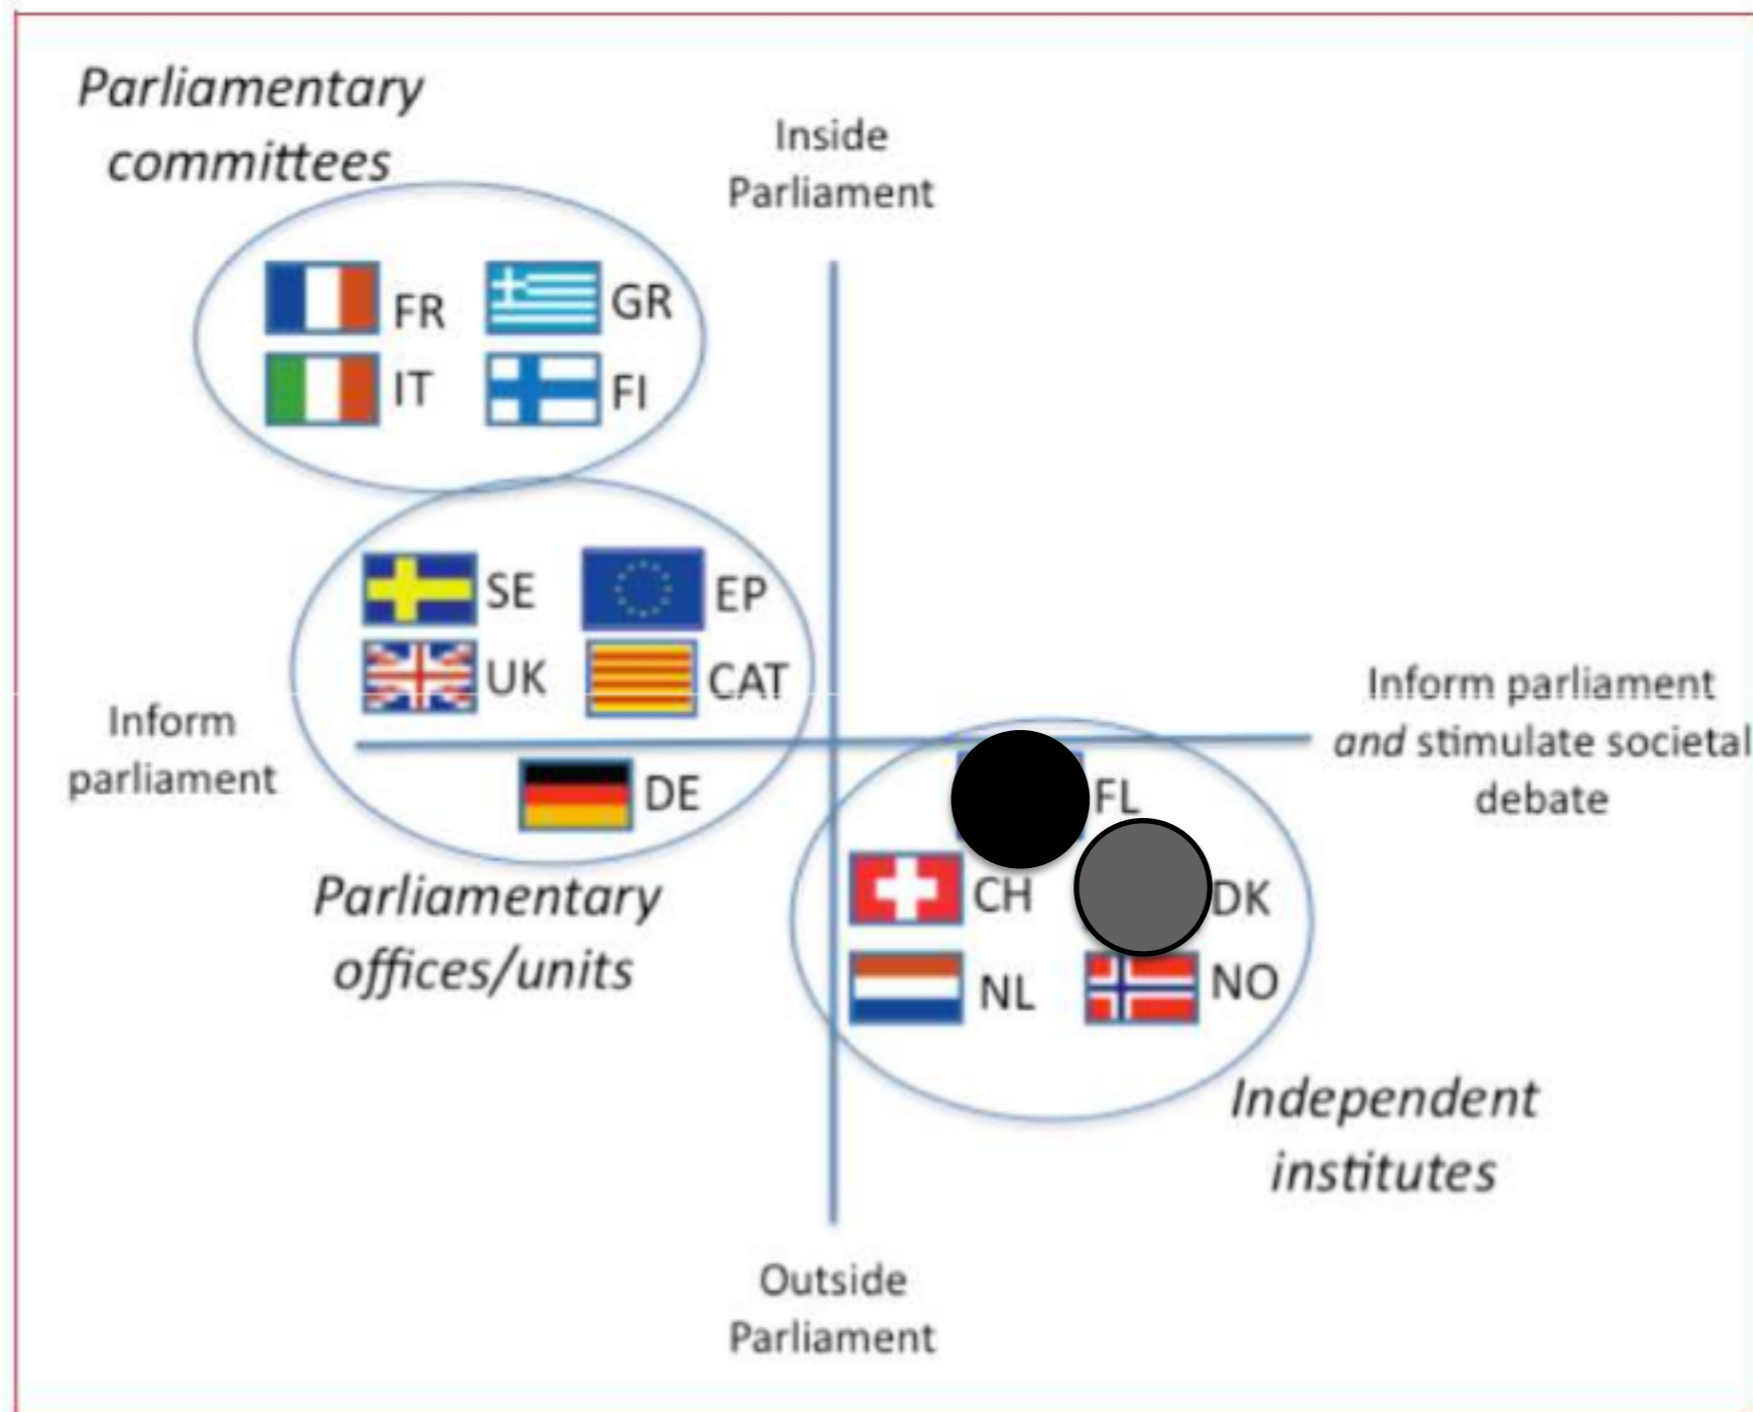 Parliamentary
committees
Inside
Parliament
FR GR
IT FI
SE EP
UK CAT
Inform
parliament
Inform parliament
and stimulate societal
debate
DE
FL
CH DK
NL NO
Parliamentary
offices/units
Independent
institutes
Outside
Parliament